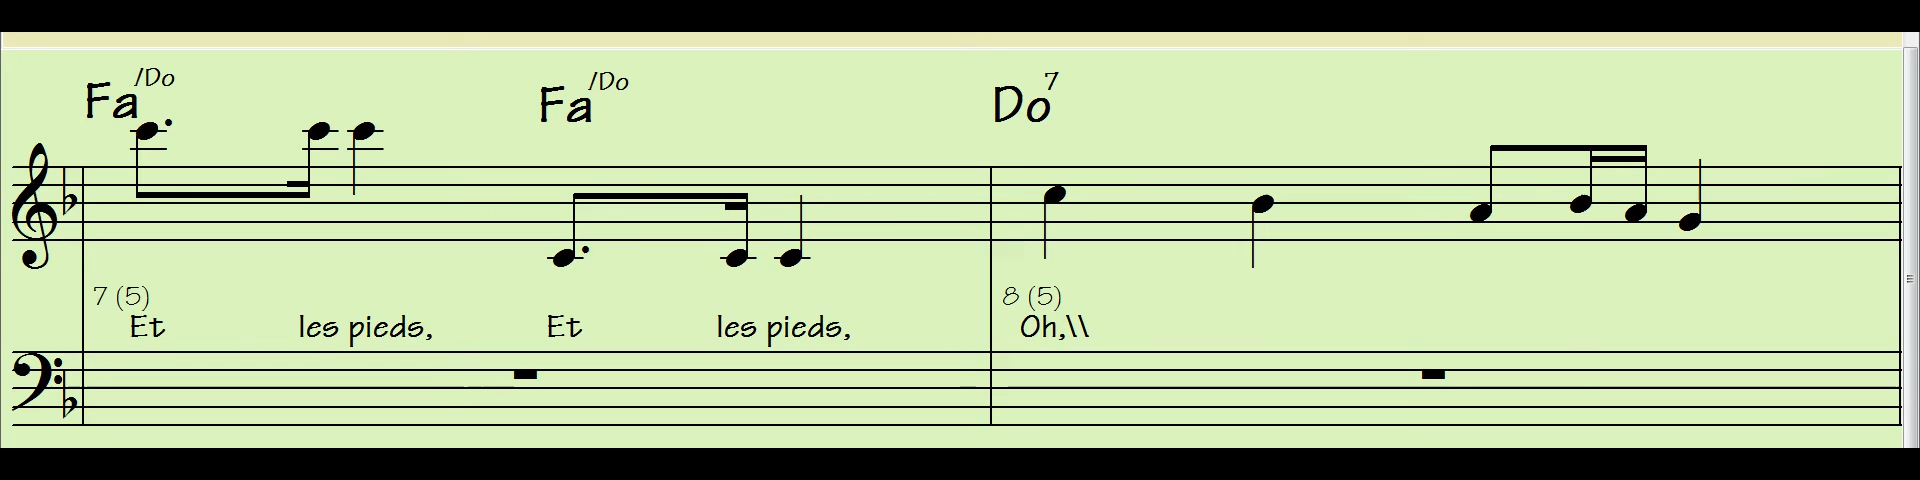 Fa/Do Fa/Do Do7
7 (5) 8 (5)
Et les pieds, Et les pieds, Oh,\\